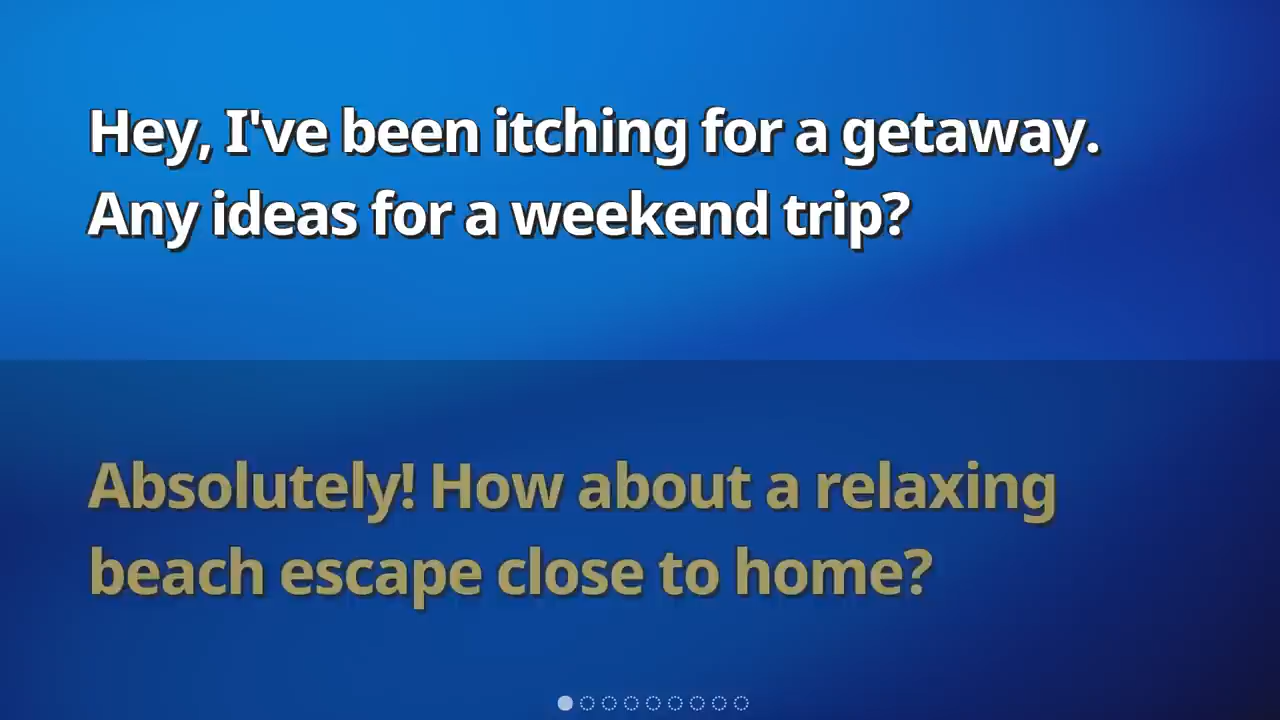 Hey, I've been itching for a getaway.
Any ideas for a weekend trip?
Absolutely! How about a relaxing
beach escape close to home?